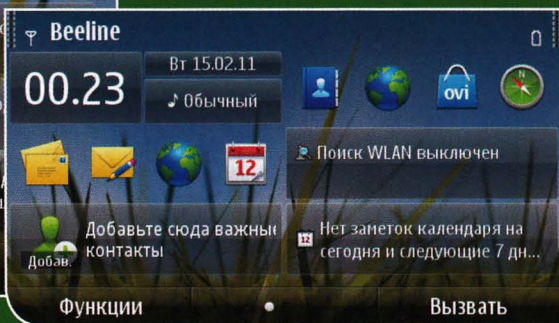 Beeline
00.23
Вт 15.02.11
Обычный
ovi
12
Поиск WLAN выключен
Добав.
Добавьте сюда важные
контакты
12
Нет заметок календаря на
сегодня и следующие 7 дн...
Функции
Вызвать